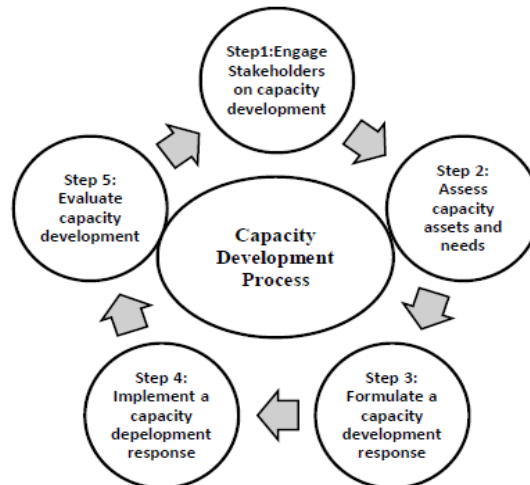 Step1:Engage
Stakeholders
on capacity
development
Step 2:
Assess
capacity
assets and
needs
Step 3:
Formulate a
capacity
development
response
Step 4:
Implement a
capacity
depelopment
response
Step 5:
Evaluate
capacity
development
Capacity
Development
Process